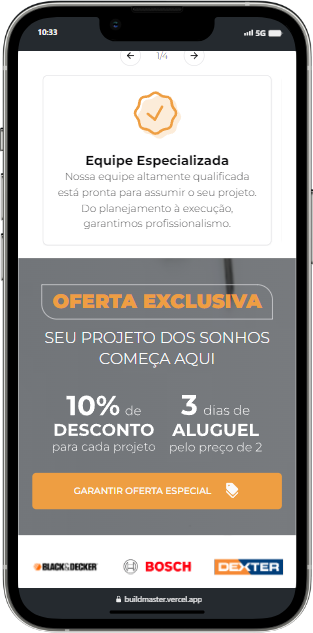 10:33
5G
1/4
Equipe Especializada
Nossa equipe altamente qualificada
está pronta para assumir o seu projeto.
Do planejamento à execução,
garantimos profissionalismo.
OFERTA EXCLUSIVA
SEU PROJETO DOS SONHOS
COMEÇA AQUI
10% de
DESCONTO
para cada projeto
3 dias de
ALUGUEL
pelo preço de 2
GARANTIR OFERTA ESPECIAL
BLACK&DECKER
BOSCH
DEXTER
buildmaster.vercel.app